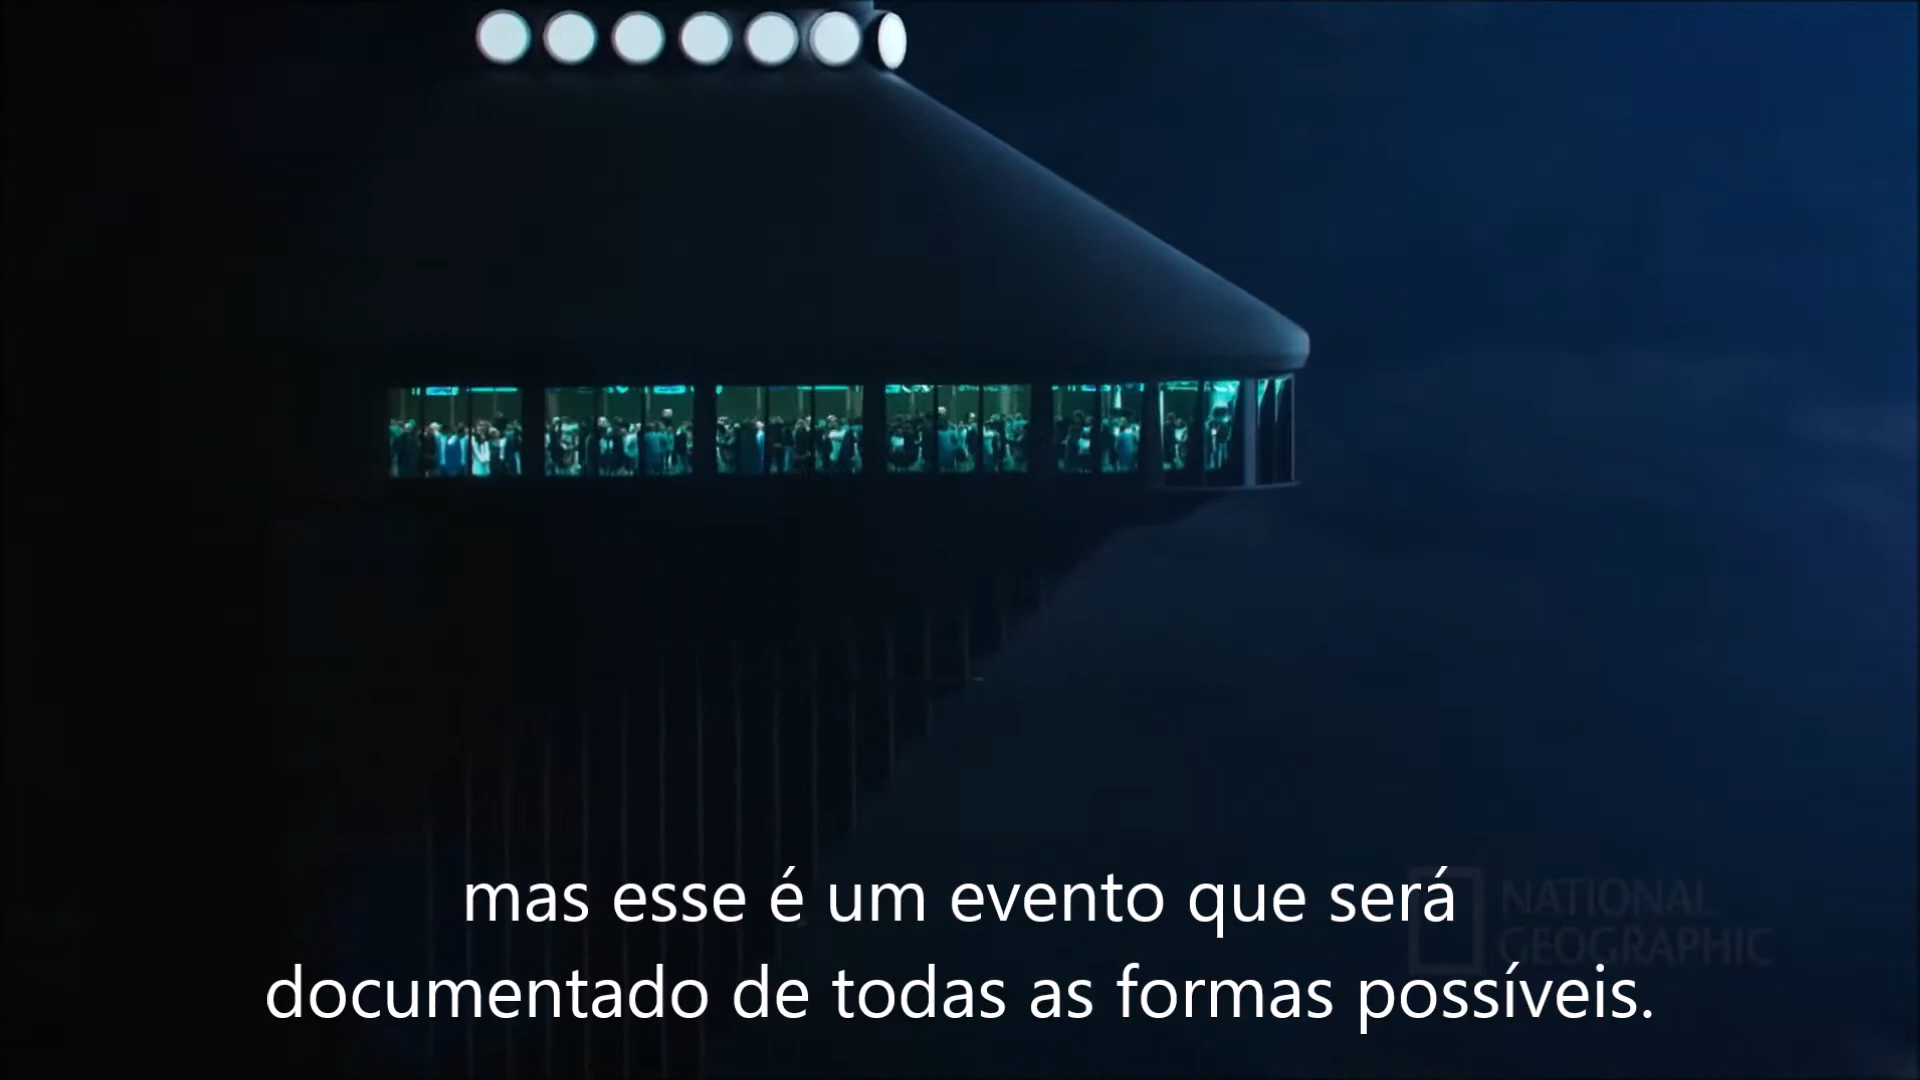 mas esse é um evento que será
documentado de todas as formas possíveis.
NATIONAL
GEOGRAPHIC